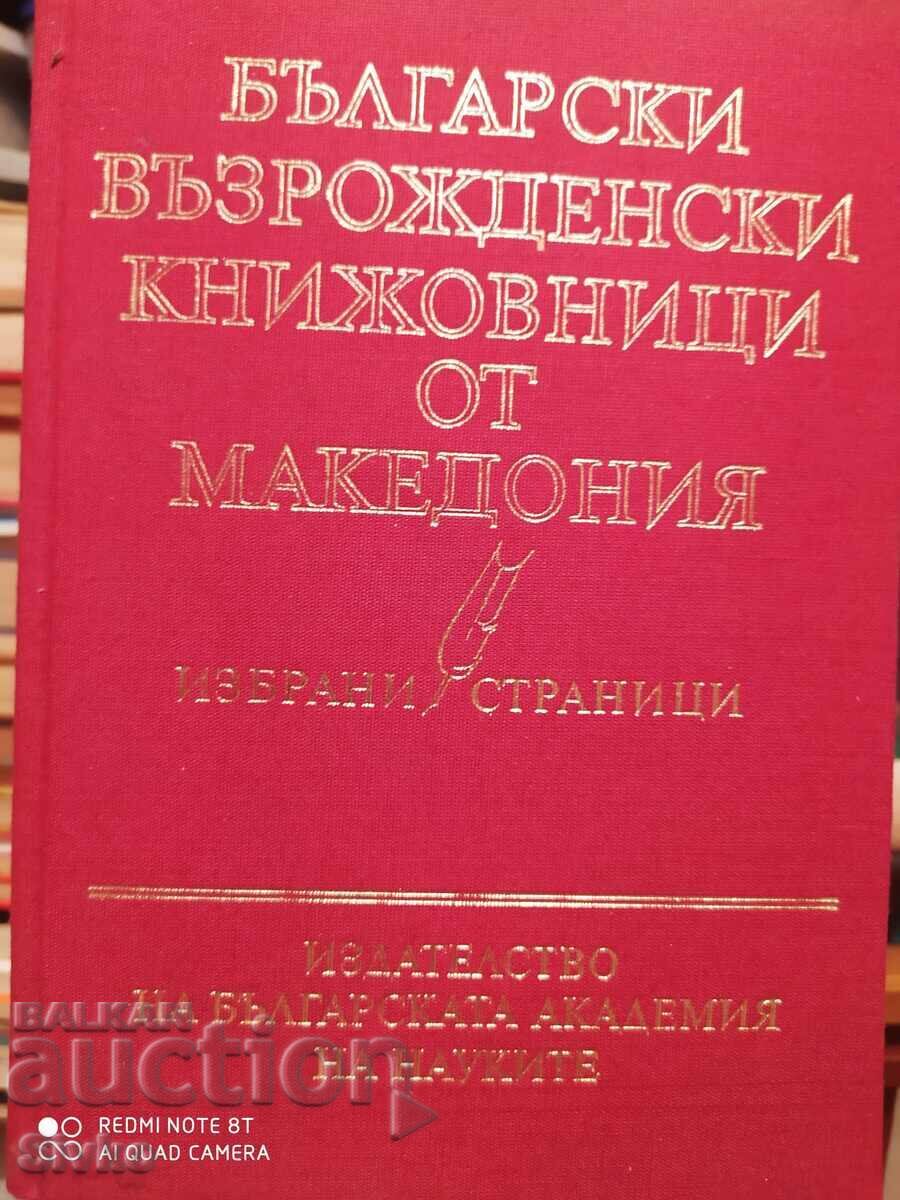 БЪЛГАРСКИ
ВЪЗРОЖДЕНСКИ
КНИЖОВНИЦИ
ОТ
МАКЕДОНИЯ
ИЗБРАНИ СТРАНИЦИ
ИЗДАТЕЛСТВО
НА БЪЛГАРСКАТА АКАДЕМИЯ
НА НАУКИТЕ
BALKAN
auction
REDMI NOTE 8T
AI QUAD CAMERA
Sivko